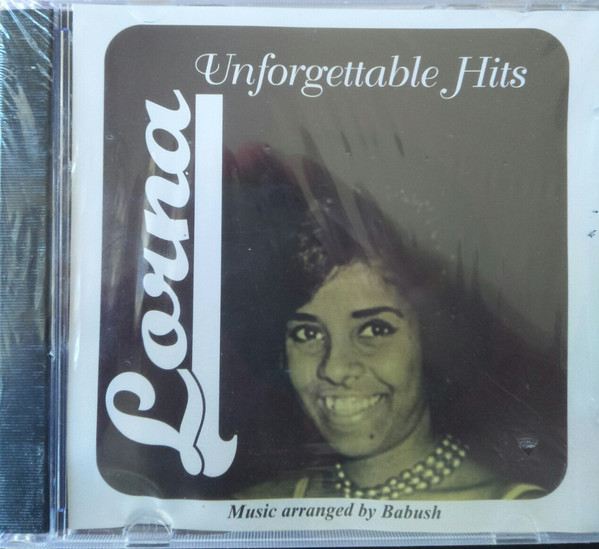 Unforgettable Hits
Lorna
Music arranged by Babush